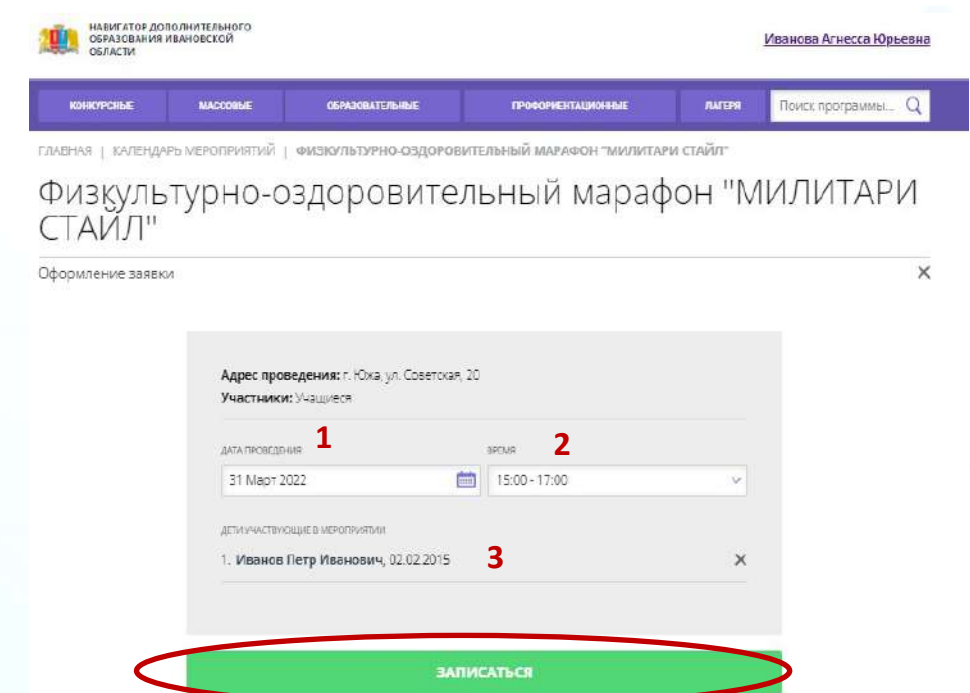 НАВИГАТОР ДОПОЛНИТЕЛЬНОГО
ОБРАЗОВАНИЯ ИВАНОВСКОЙ
ОБЛАСТИ
Иванова Агнесса Юрьевна
КОНКУРСНЫЕ МАССОВЫЕ ОБРАЗОВАТЕЛЬНЫЕ ПРОФОРИЕНТАЦИОННЫЕ ЛАГЕРЯ Поиск программы...
ГЛАВНАЯ | КАЛЕНДАРЬ МЕРОПРИЯТИЙ | ФИЗКУЛЬТУРНО-ОЗДОРОВИТЕЛЬНЫЙ МАРАФОН "МИЛИТАРИ СТАЙЛ"
Физкультурно-оздоровительный марафон "МИЛИТАРИ
СТАЙЛ"
Оформление заявки
Адрес проведения: г. Южа, ул. Советская, 20
Участники: Учащиеся
ДАТА ПРОВЕДЕНИЯ 1 ВРЕМЯ 2
31 Март 2022 15:00 - 17:00
ДЕТИ УЧАСТВУЮЩИЕ В МЕРОПРИЯТИИ
1. Иванов Петр Иванович, 02.02.2015 3
ЗАПИСАТЬСЯ